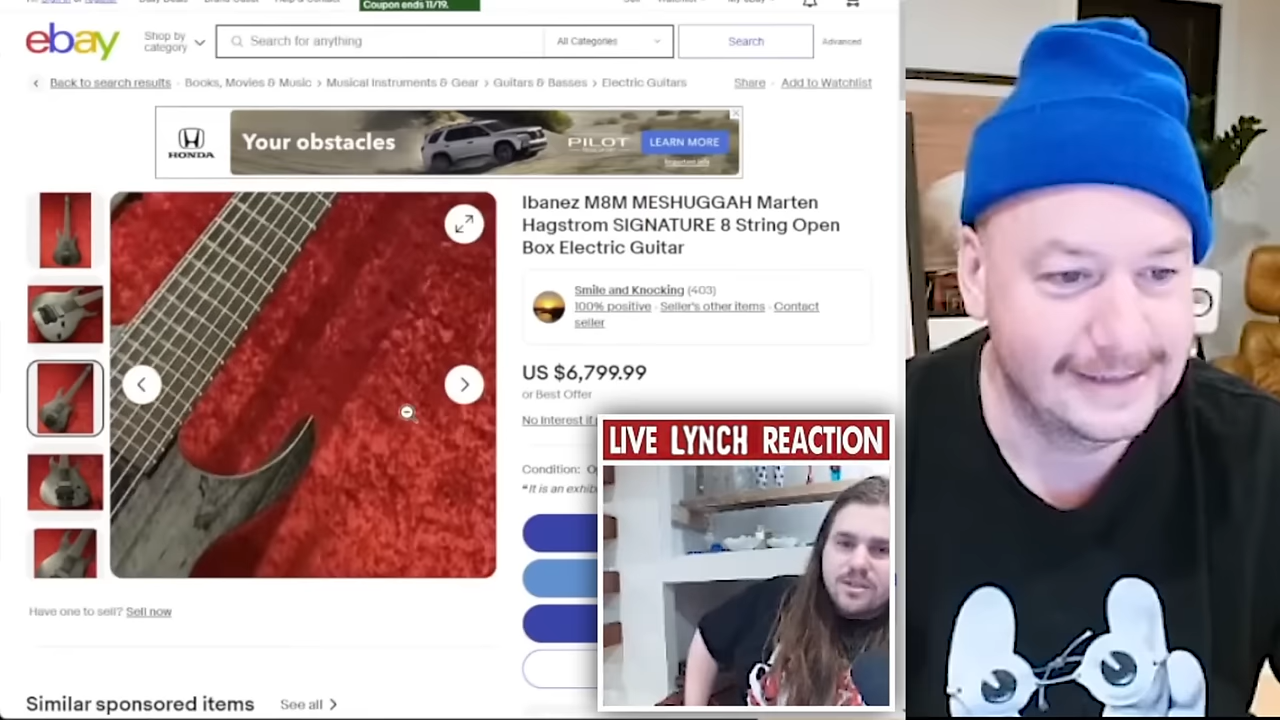 Coupon ends 11/19.
ebay
Shop by category
Search for anything
All Categories
Search
Advanced
Back to search results
Books, Movies & Music > Musical Instruments & Gear > Guitars & Basses > Electric Guitars
Share
Add to Watchlist
HONDA
Your obstacles
PILOT
LEARN MORE
Important info
Ibanez M8M MESHUGGAH Marten
Hagstrom SIGNATURE 8 String Open
Box Electric Guitar
Smile and Knocking (403)
100% positive · Seller's other items · Contact
seller
US $6,799.99
or Best Offer
No Interest if
LIVE LYNCH REACTION
Condition:
"It is an exhib
Have one to sell? Sell now
Similar sponsored items
See all